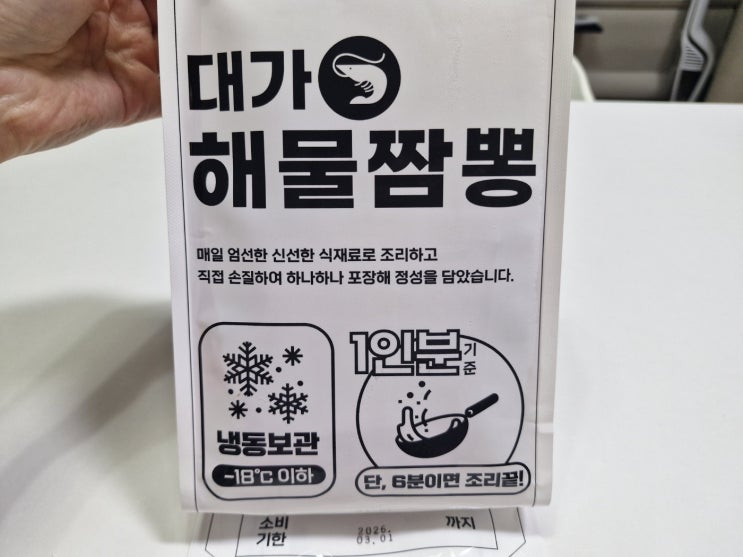 대가
해물짬뽕
매일 엄선한 신선한 식재료로 조리하고
직접 손질하여 하나하나 포장해 정성을 담았습니다.
냉동보관
-18℃ 이하
1인분 기준
단, 6분이면 조리끝!
소비기한 2026.03.01 까지